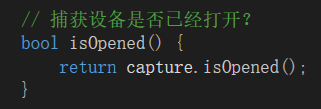 // 捕获设备是否已经打开？
bool isOpened() {
    return capture.isOpened();
}